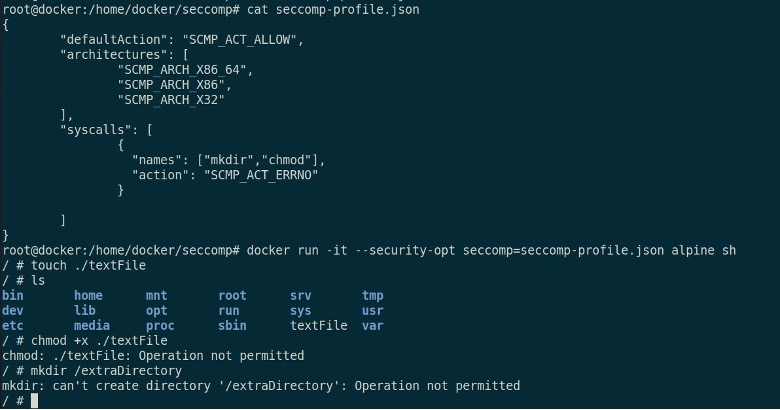 root@docker:/home/docker/seccomp# cat seccomp-profile.json
{
        "defaultAction": "SCMP_ACT_ALLOW",
        "architectures": [
                "SCMP_ARCH_X86_64",
                "SCMP_ARCH_X86",
                "SCMP_ARCH_X32"
        ],
        "syscalls": [
                {
                  "names": ["mkdir","chmod"],
                  "action": "SCMP_ACT_ERRNO"
                }
        ]
}
root@docker:/home/docker/seccomp# docker run -it --security-opt seccomp=seccomp-profile.json alpine sh
/ # touch ./textFile
/ # ls
bin       home      mnt       root      srv       tmp
dev       lib       opt       run       sys       usr
etc       media     proc      sbin      textFile  var
/ # chmod +x ./textFile
chmod: ./textFile: Operation not permitted
/ # mkdir /extraDirectory
mkdir: can't create directory '/extraDirectory': Operation not permitted
/ #